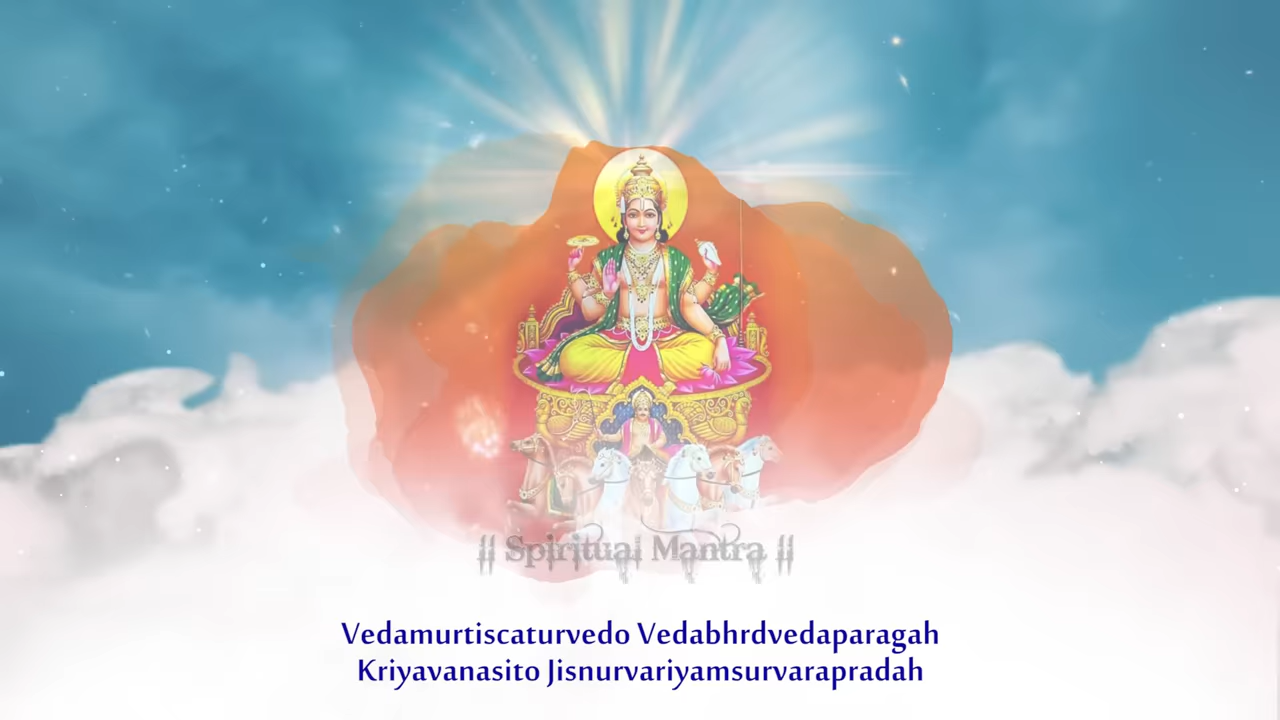 || Spiritual Mantra ||
Vedamurtiscaturvedo Vedabhrdvedaparagah
Kriyavanasito Jisnurvariyamsurvarapradah